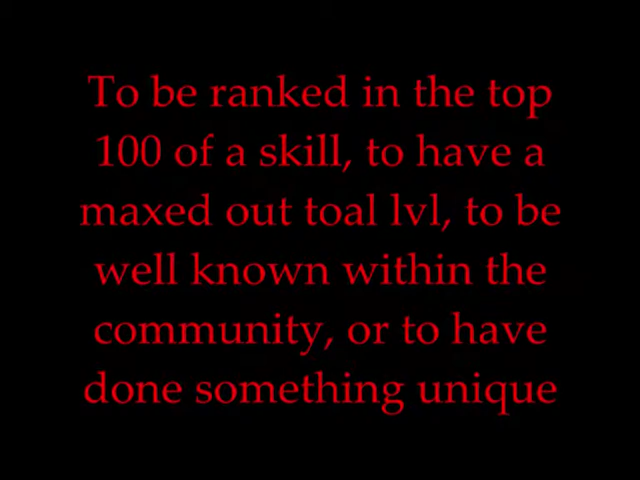 To be ranked in the top
100 of a skill, to have a
maxed out toal lvl, to be
well known within the
community, or to have
done something unique